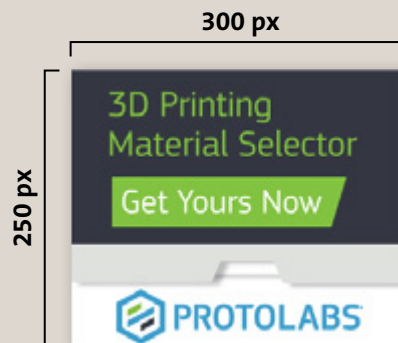 300 px
250 px
3D Printing
Material Selector
Get Yours Now
PROTOLABS